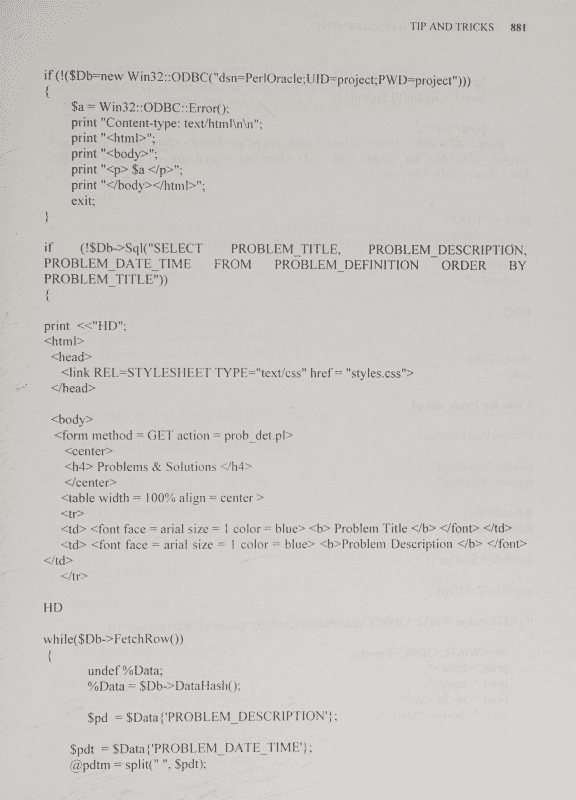 TIP AND TRICKS 881
if (!($Db=new Win32::ODBC("dsn=PerlOracle;UID=project;PWD=project")))
{
$a = Win32::ODBC::Error();
print "Content-type: text/html\n\n";
print "<html>";
print "<body>";
print "<p> $a </p>";
print "</body></html>";
exit;
}
if (!$Db->Sql("SELECT PROBLEM_TITLE, PROBLEM_DESCRIPTION,
PROBLEM_DATE_TIME FROM PROBLEM_DEFINITION ORDER BY
PROBLEM_TITLE"))
{
print <<"HD";
<html>
<head>
<link REL=STYLESHEET TYPE="text/css" href = "styles.css">
</head>
<body>
<form method = GET action = prob_det.pl>
<center>
<h4> Problems & Solutions </h4>
</center>
<table width = 100% align = center >
<tr>
<td> <font face = arial size = 1 color = blue> <b> Problem Title </b> </font> </td>
<td> <font face = arial size = 1 color = blue> <b>Problem Description </b> </font>
</td>
</tr>
HD
while($Db->FetchRow())
{
undef %Data;
%Data = $Db->DataHash();
$pd = $Data{'PROBLEM_DESCRIPTION'};
$pdt = $Data{'PROBLEM_DATE_TIME'};
@pdtm = split(" ", $pdt);